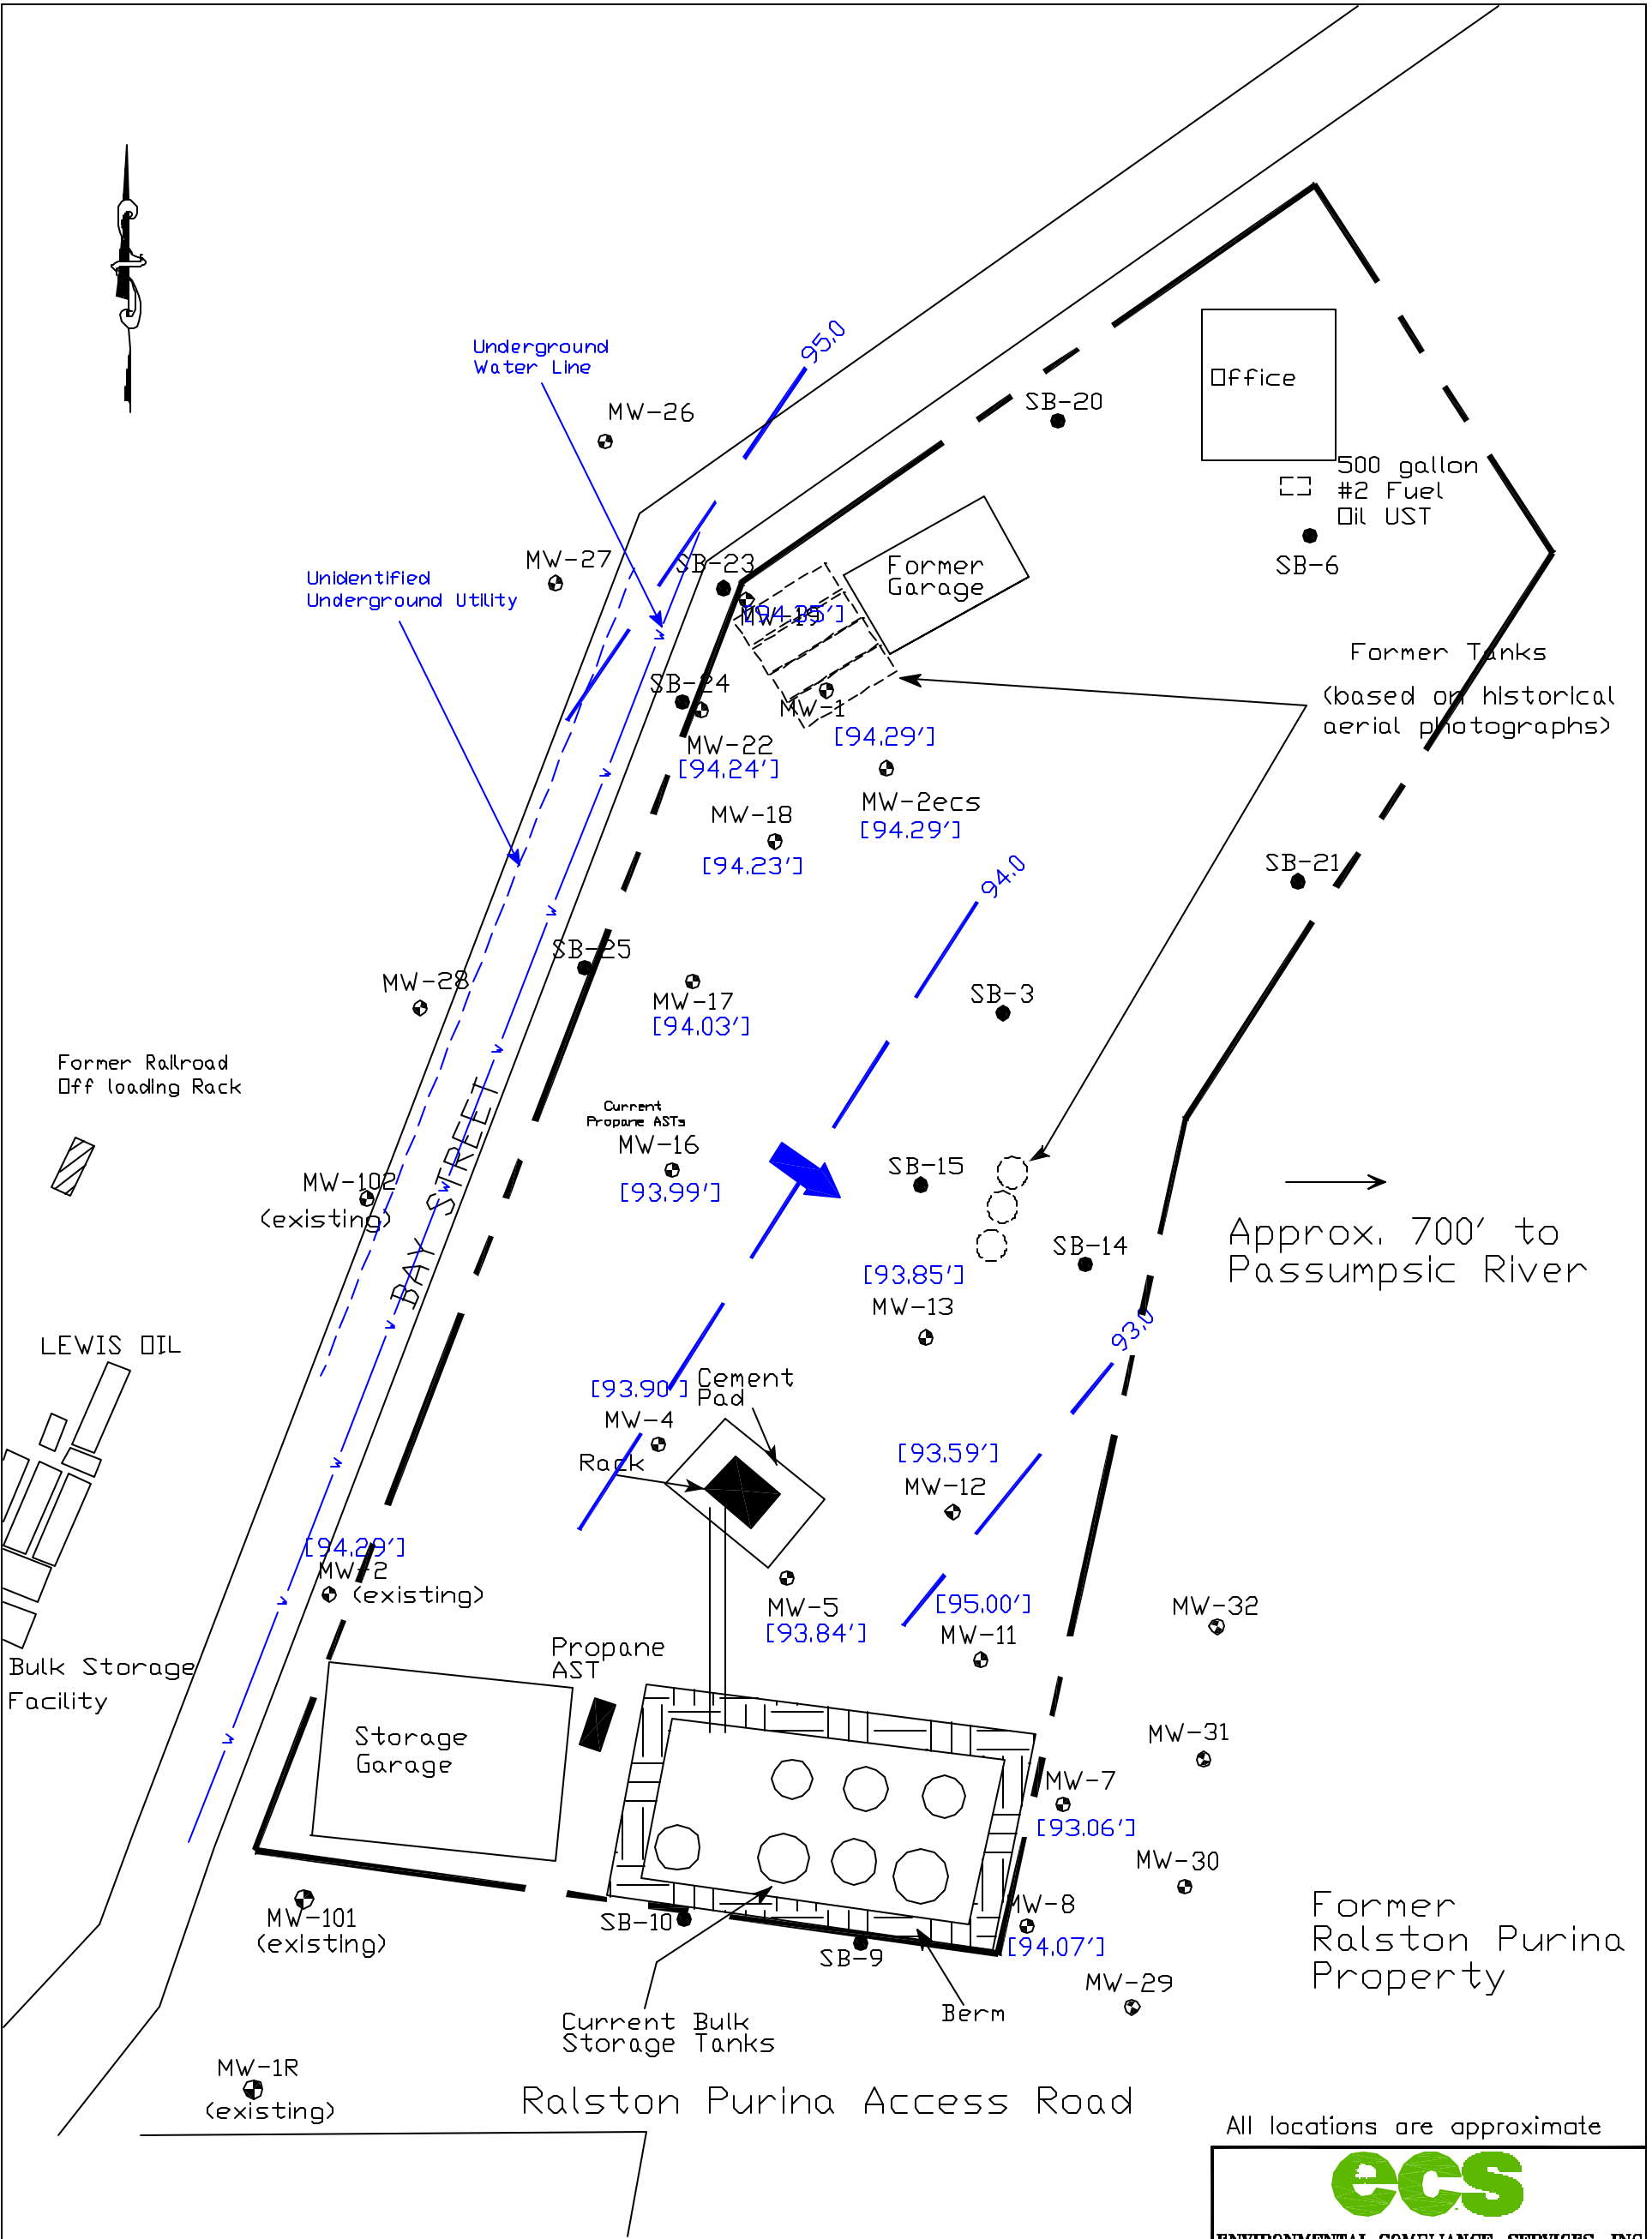 95.0
Underground
Water Line
MW-26
SB-20
Office
500 gallon
#2 Fuel
Oil UST
SB-6
MW-27
SB-23
Former
Garage
Unidentified
Underground Utility
MW-19
[94.35']
Former Tanks
(based on historical
aerial photographs)
SB-24
MW-1
[94.29']
MW-22
[94.24']
MW-2ecs
[94.29']
MW-18
[94.23']
94.0
SB-21
SB-25
MW-28
MW-17
[94.03']
SB-3
Former Railroad
Off loading Rack
Current
Propane ASTs
MW-16
[93.99']
SB-15
MW-102
(existing)
BAY STREET
Approx. 700' to
Passumpsic River
SB-14
[93.85']
MW-13
93.0
LEWIS OIL
[93.90']
MW-4
Cement
Pad
Rack
[93.59']
MW-12
[94.29']
MW-2
(existing)
MW-5
[93.84']
[95.00']
MW-11
MW-32
Bulk Storage
Facility
Propane
AST
Storage
Garage
MW-31
MW-7
[93.06']
MW-30
MW-101
(existing)
SB-10
SB-9
MW-8
[94.07']
Former
Ralston Purina
Property
MW-29
Berm
Current Bulk
Storage Tanks
MW-1R
(existing)
Ralston Purina Access Road
All locations are approximate
ecs
ENVIRONMENTAL COMPLIANCE SERVICES, INC
w
w
w
w
w
w
w
w
w